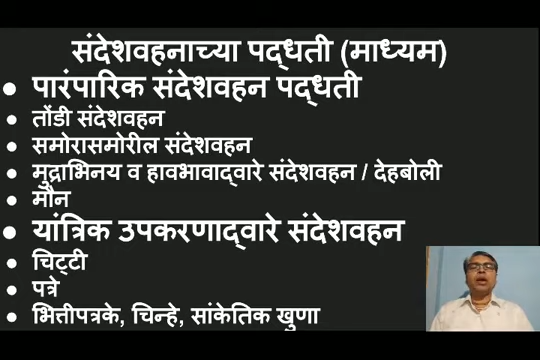 संदेशवहनाच्या पद्धती (माध्यम)
● पारंपारिक संदेशवहन पद्धती
● तोंडी संदेशवहन
● समोरासमोरील संदेशवहन
● मुद्राभिनय व हावभावाद्वारे संदेशवहन / देहबोली
● मौन
● यांत्रिक उपकरणाद्वारे संदेशवहन
● चिट्टी
● पत्रे
● भित्तीपत्रके, चिन्हे, सांकेतिक खुणा